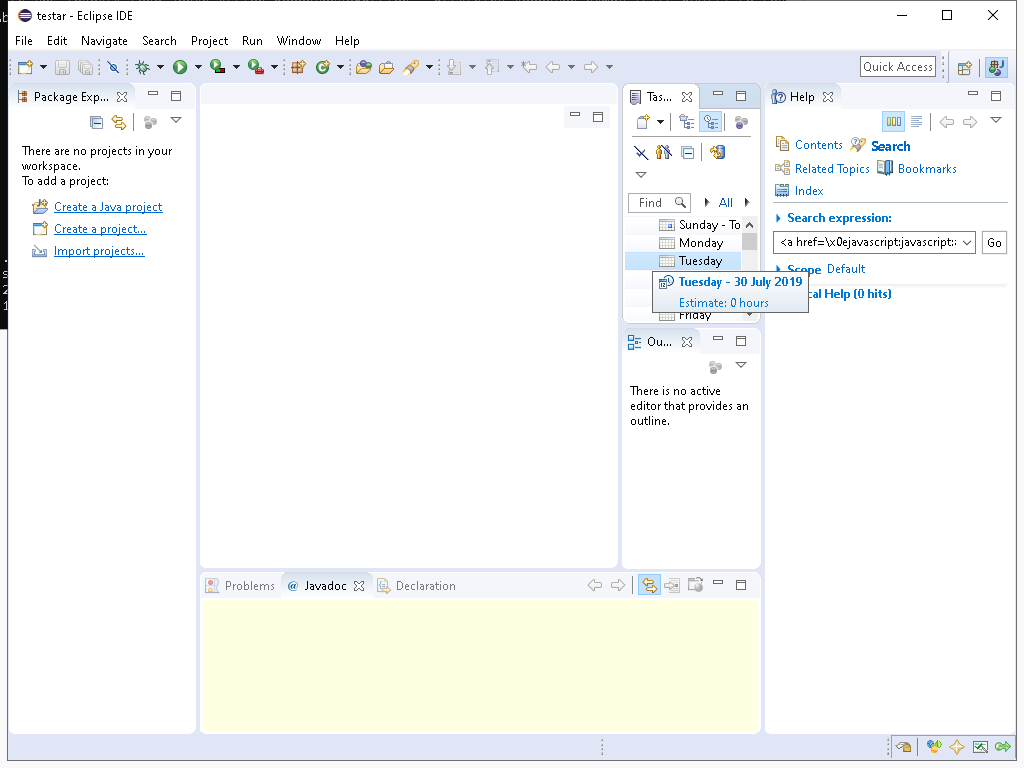 testar - Eclipse IDE
File Edit Navigate Search Project Run Window Help
Quick Access
Package Exp...
There are no projects in your
workspace.
To add a project:
Create a Java project
Create a project...
Import projects...
Tas...
Find
All
Sunday - To
Monday
Tuesday
Tuesday - 30 July 2019
Estimate: 0 hours
Friday
Ou...
There is no active
editor that provides an
outline.
Help
Contents Search
Related Topics Bookmarks
Index
Search expression:
<a href=\x0ejavascript:javascript:
Go
Scope Default
cal Help (0 hits)
Problems @ Javadoc Declaration